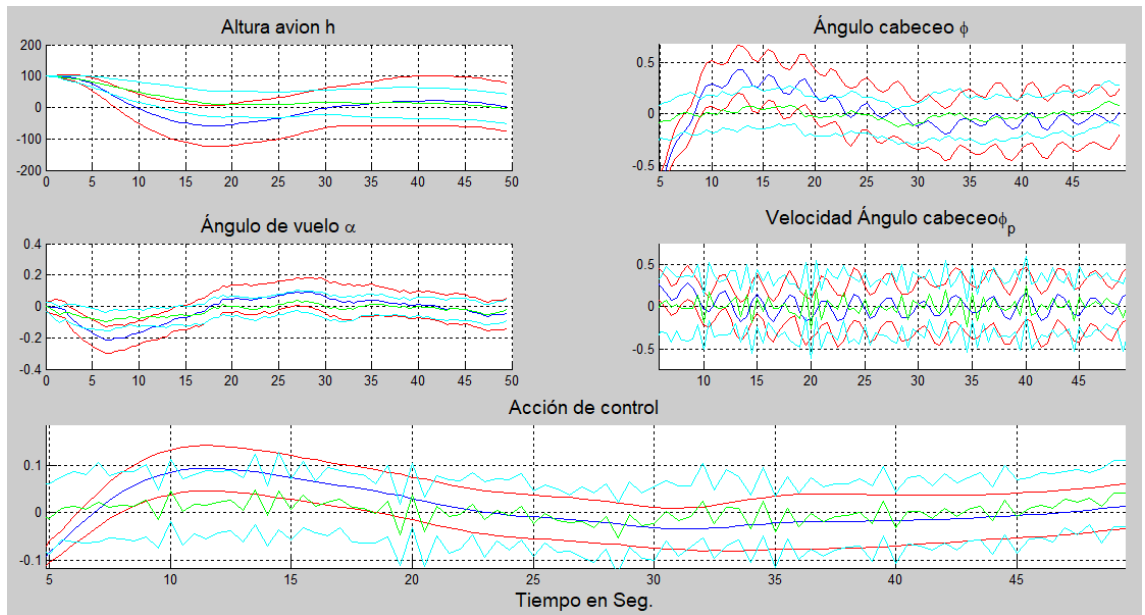 Altura avion h
200
100
0
-100
-200
0 5 10 15 20 25 30 35 40 45 50
Ángulo cabeceo ϕ
0.5
0
-0.5
5 10 15 20 25 30 35 40 45
Ángulo de vuelo α
0.4
0.2
0
-0.2
-0.4
0 5 10 15 20 25 30 35 40 45 50
Velocidad Ángulo cabeceoϕp
0.5
0
-0.5
10 15 20 25 30 35 40 45
Acción de control
0.1
0
-0.1
5 10 15 20 25 30 35 40 45
Tiempo en Seg.